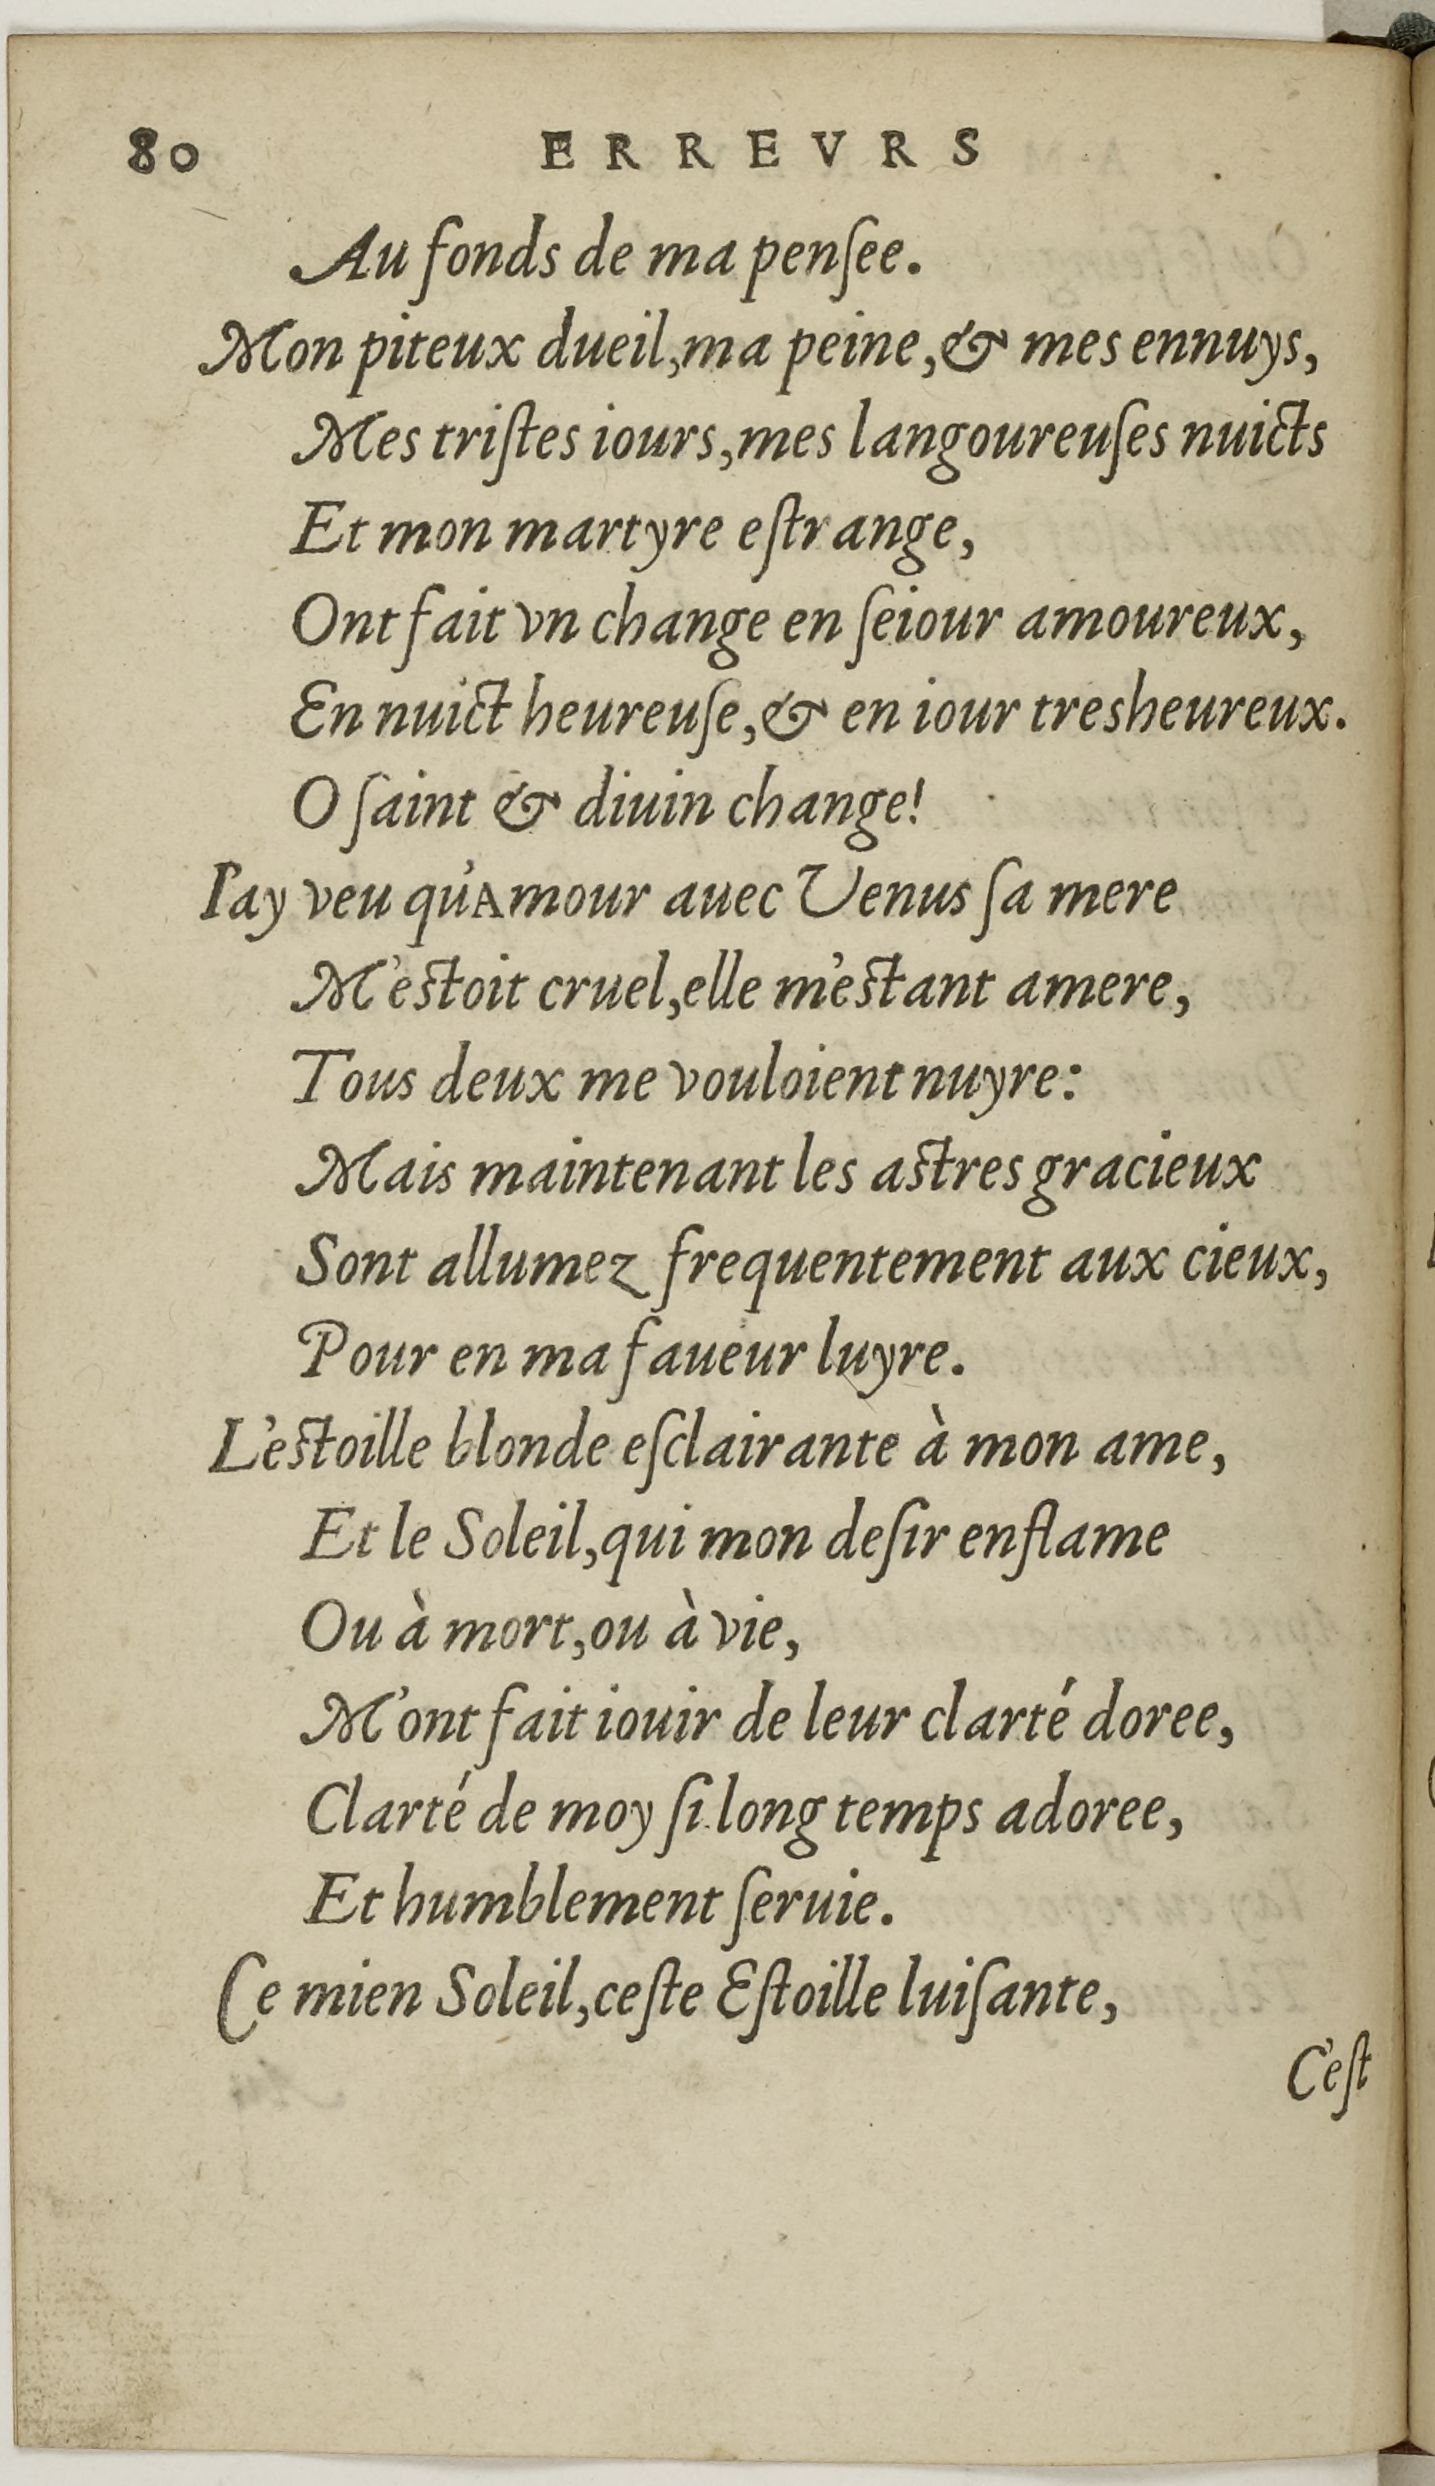 80 ERREVRS
Au fonds de ma penſee.
Mon piteux dueil,ma peine,& mes ennuys,
Mes triſtes iours,mes langoureuſes nuicts
Et mon martyre eſtrange,
Ont fait vn change en ſeiour amoureux,
En nuict heureuſe,& en iour tresheureux.
O ſaint & diuin change!
I'ay veu qu'Amour auec Venus ſa mere
M'eſtoit cruel,elle m'eſtant amere,
Tous deux me vouloient nuyre:
Mais maintenant les aſtres gracieux
Sont allumez frequentement aux cieux,
Pour en ma faueur luyre.
L'eſtoille blonde eſclairante à mon ame,
Et le Soleil,qui mon deſir enflame
Ou à mort,ou à vie,
M'ont fait iouir de leur clarté doree,
Clarté de moy ſi long temps adoree,
Et humblement ſeruie.
Ce mien Soleil,ceſte Eſtoille luiſante,
C'eſt